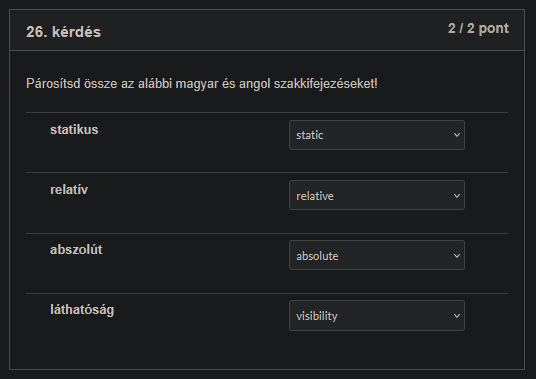 26. kérdés
2 / 2 pont
Párosítsd össze az alábbi magyar és angol szakkifejezéseket!
statikus
static
relatív
relative
abszolút
absolute
láthatóság
visibility